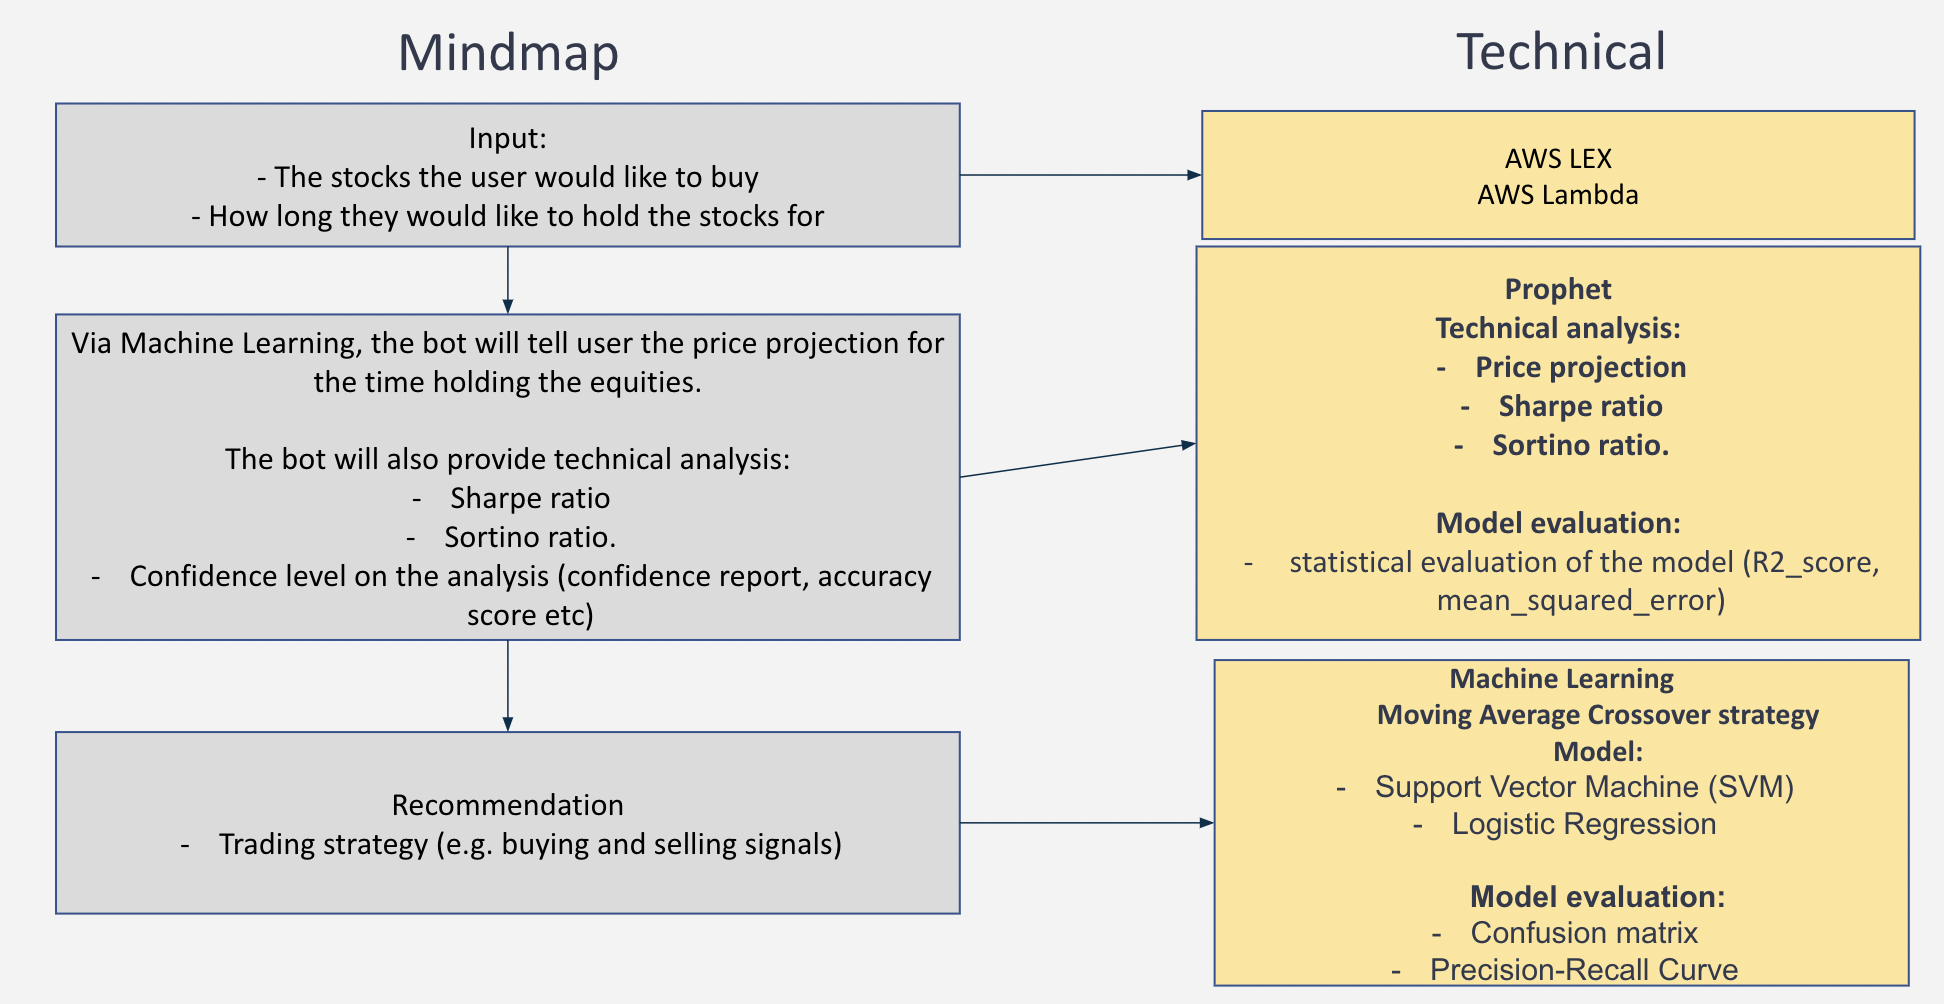 Mindmap
Technical
Input:
- The stocks the user would like to buy
- How long they would like to hold the stocks for
AWS LEX
AWS Lambda
Via Machine Learning, the bot will tell user the price projection for
the time holding the equities.
The bot will also provide technical analysis:
- Sharpe ratio
- Sortino ratio.
- Confidence level on the analysis (confidence report, accuracy
score etc)
Prophet
Technical analysis:
- Price projection
- Sharpe ratio
- Sortino ratio.
Model evaluation:
- statistical evaluation of the model (R2_score,
mean_squared_error)
Recommendation
- Trading strategy (e.g. buying and selling signals)
Machine Learning
Moving Average Crossover strategy
Model:
- Support Vector Machine (SVM)
- Logistic Regression
Model evaluation:
- Confusion matrix
- Precision-Recall Curve